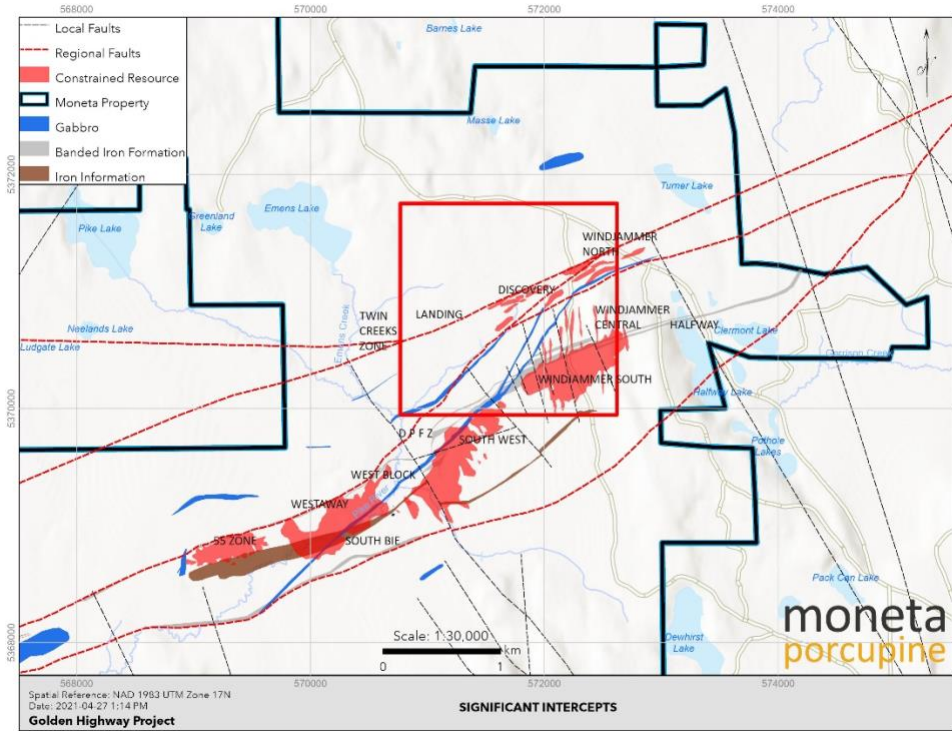 568000
570000
572000
574000
Local Faults
Regional Faults
Constrained Resource
Moneta Property
Gabbro
Banded Iron Formation
Iron Information
5372000
5370000
5368000
Barnes Lake
Masse Lake
Turner Lake
Pike Lake
Greenland
Lake
Emens Lake
Neelands Lake
Ludgate Lake
Emens Creek
WINDJAMMER
NORTH
DISCOVERY
TWIN
CREEKS
ZONE
LANDING
WINDJAMMER
CENTRAL
HALFWAY
Clermont Lake
Garrison Creek
WINDJAMMER SOUTH
Halfway Lake
D P F Z
SOUTH WEST
Pothole
Lakes
WEST BLOCK
WESTAWAY
55 ZONE
SOUTH BIF
Pack Can Lake
Dewhirst
Lake
moneta
porcupine
Scale: 1:30,000
km
0
1
568000
570000
572000
574000
Spatial Reference: NAD 1983 UTM Zone 17N
Date: 2021-04-27 1:14 PM
Golden Highway Project
SIGNIFICANT INTERCEPTS